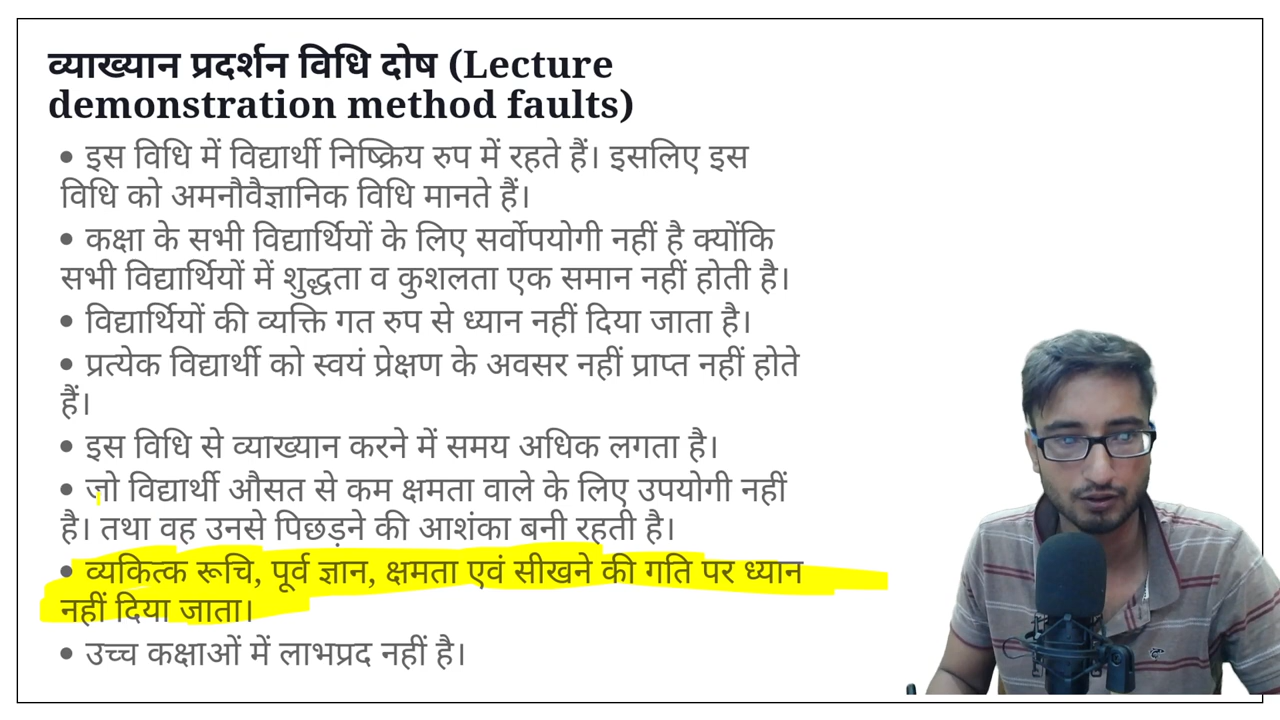 व्याख्यान प्रदर्शन विधि दोष (Lecture
demonstration method faults)
• इस विधि में विद्यार्थी निष्क्रिय रुप में रहते हैं। इसलिए इस
विधि को अमनौवैज्ञानिक विधि मानते हैं।
• कक्षा के सभी विद्यार्थियों के लिए सर्वोपयोगी नहीं है क्योंकि
सभी विद्यार्थियों में शुद्धता व कुशलता एक समान नहीं होती है।
• विद्यार्थियों की व्यक्ति गत रुप से ध्यान नहीं दिया जाता है।
• प्रत्येक विद्यार्थी को स्वयं प्रेक्षण के अवसर नहीं प्राप्त नहीं होते
हैं।
• इस विधि से व्याख्यान करने में समय अधिक लगता है।
• जो विद्यार्थी औसत से कम क्षमता वाले के लिए उपयोगी नहीं
है। तथा वह उनसे पिछड़ने की आशंका बनी रहती है।
• व्यकित्क रूचि, पूर्व ज्ञान, क्षमता एवं सीखने की गति पर ध्यान
नहीं दिया जाता।
• उच्च कक्षाओं में लाभप्रद नहीं है।